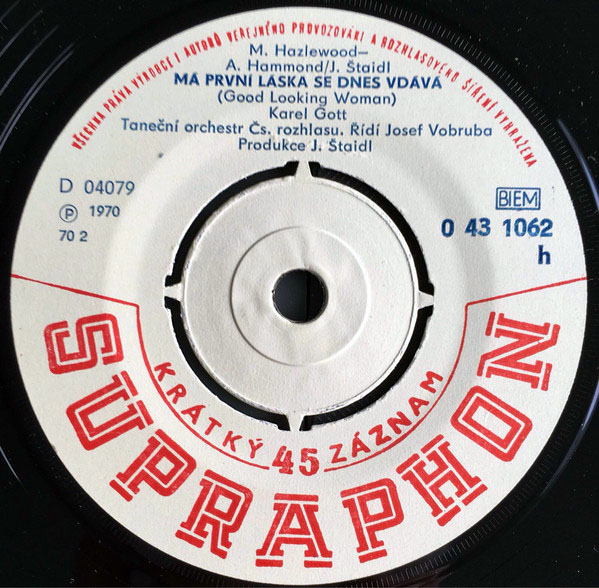 VŠECHNA PRÁVA VÝROBCE I AUTORŮ VEŘEJNÉHO PROVOZOVÁNÍ A ROZHLASOVÉHO ŠÍŘENÍ VYHRAZENA
M. Hazlewood—
A. Hammond/J. Štaidl
MÁ PRVNÍ LÁSKA SE DNES VDÁVÁ
(Good Looking Woman)
Karel Gott
Taneční orchestr Čs. rozhlasu. Řídí Josef Vobruba
Produkce J. Štaidl
D 04079
Ⓟ 1970
70 2
BIEM
0 43 1062
h
KRÁTKÝ 45 ZÁZNAM
SUPRAPHON